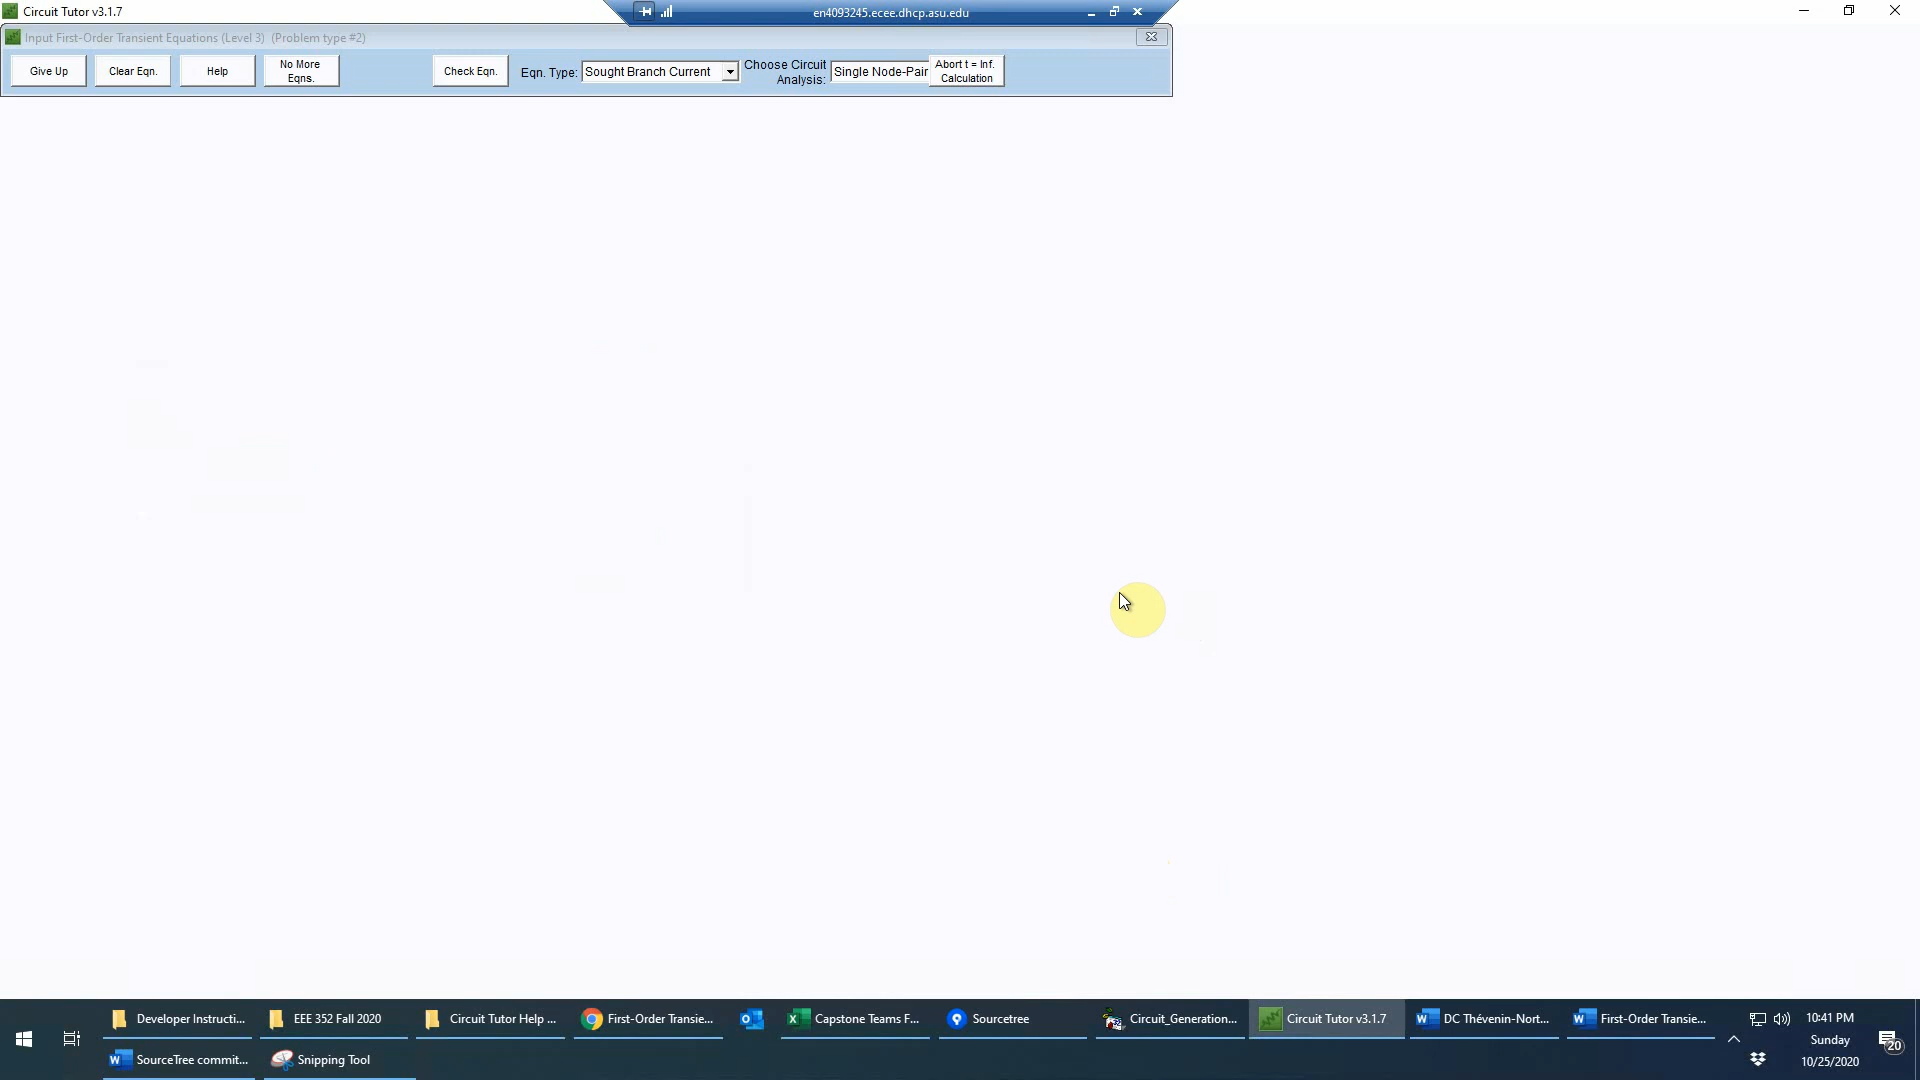 Circuit Tutor v3.1.7
en4093245.ecee.dhcp.asu.edu
Input First-Order Transient Equations (Level 3) (Problem type #2)
Give Up
Clear Eqn.
Help
No More
Eqns.
Check Eqn.
Eqn. Type:
Sought Branch Current
Choose Circuit
Analysis:
Single Node-Pair
Abort t = Inf.
Calculation
Developer Instructi...
EEE 352 Fall 2020
Circuit Tutor Help ...
First-Order Transie...
Capstone Teams F...
Sourcetree
Circuit_Generation...
Circuit Tutor v3.1.7
DC Thévenin-Nort...
First-Order Transie...
SourceTree commit...
Snipping Tool
10:41 PM
Sunday
10/25/2020
20